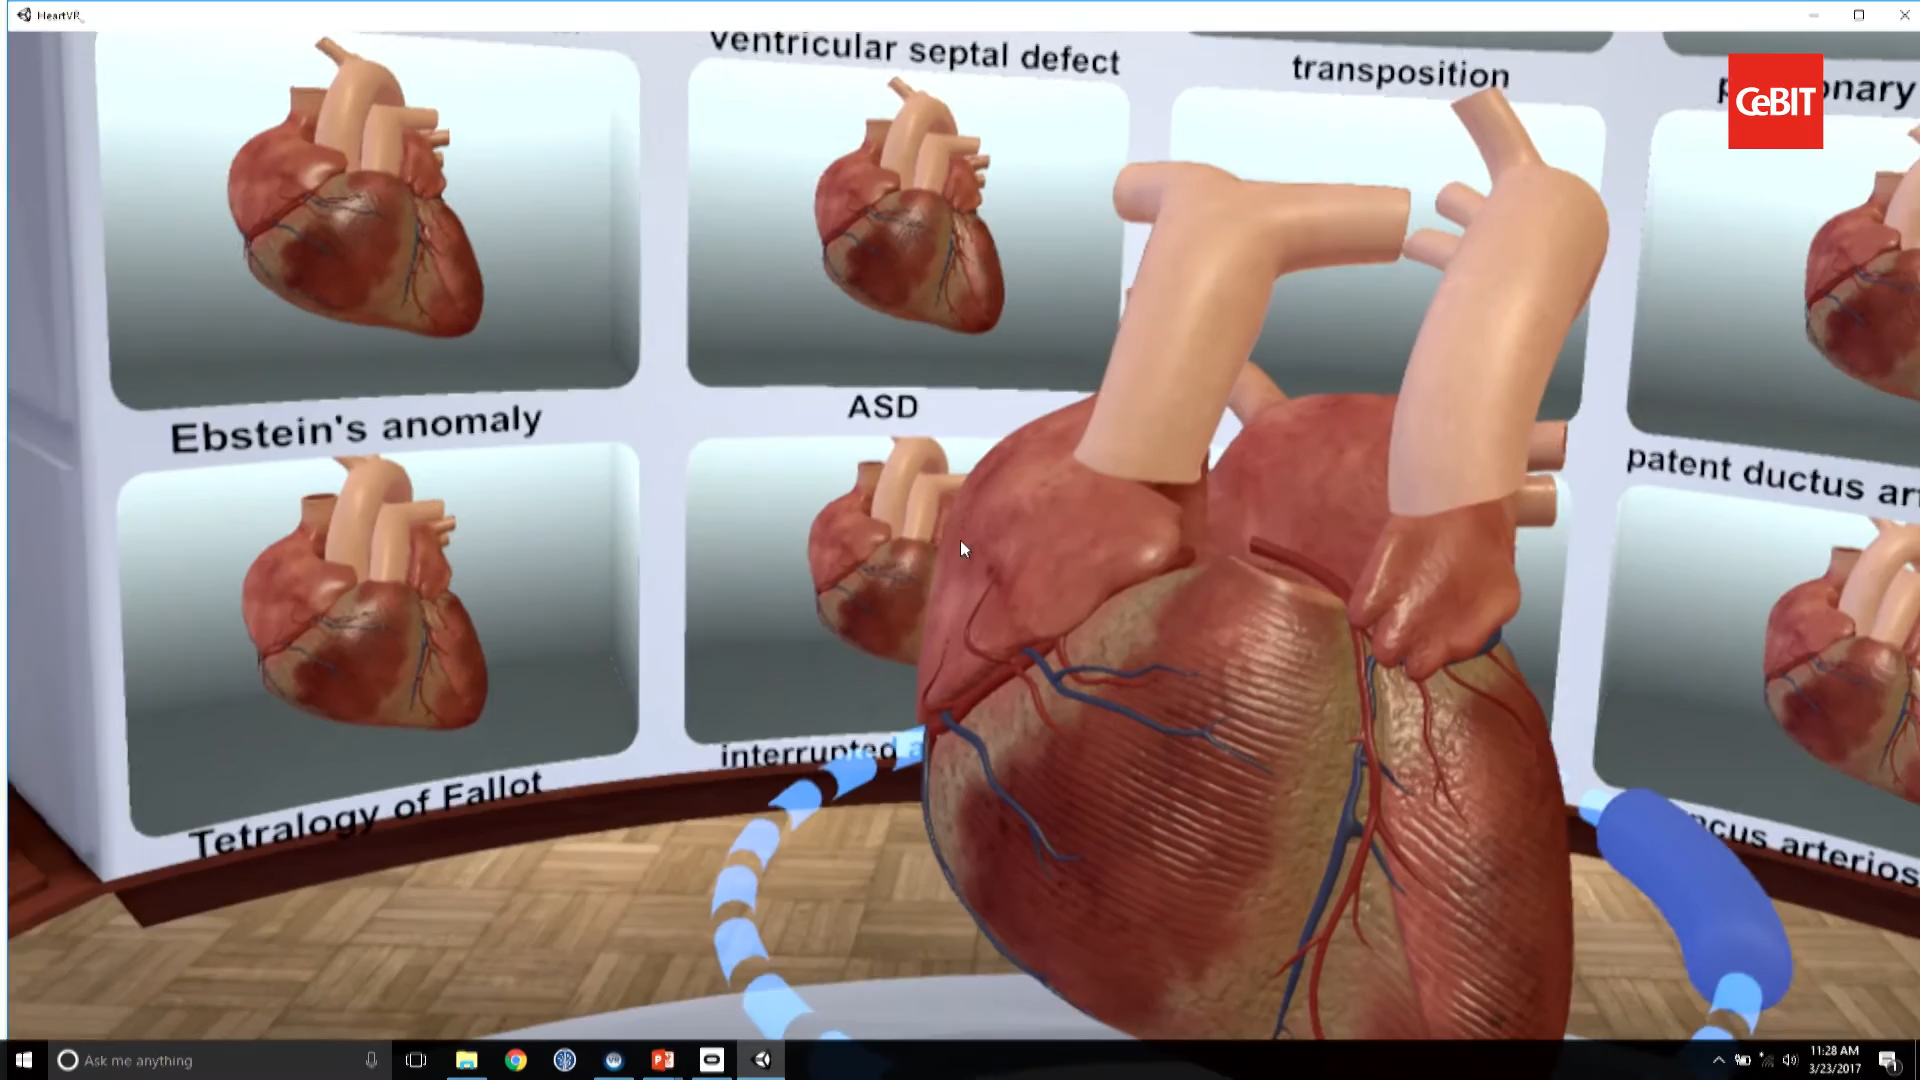 HeartVR
ventricular septal defect
transposition
CeBIT
Ebstein's anomaly
ASD
patent ductus
Tetralogy of Fallot
interrupted
arterios
Ask me anything
11:28 AM
3/23/2017